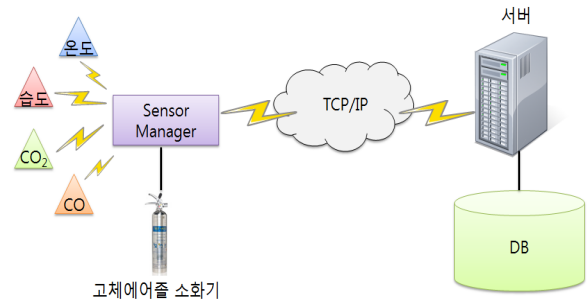 온도
습도
CO₂
CO
Sensor
Manager
TCP/IP
서버
DB
고체에어졸 소화기